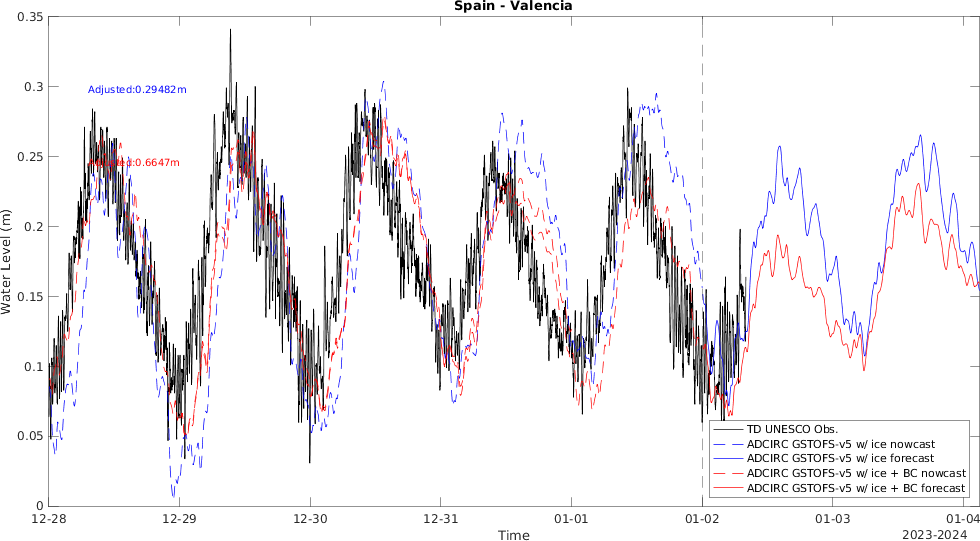 Spain - Valencia
0.35
0.3
0.25
0.2
0.15
0.1
0.05
0
Water Level (m)
Adjusted:0.29482m
:0.6647m
TD UNESCO Obs.
ADCIRC GSTOFS-v5 w/ ice nowcast
ADCIRC GSTOFS-v5 w/ ice forecast
ADCIRC GSTOFS-v5 w/ ice + BC nowcast
ADCIRC GSTOFS-v5 w/ ice + BC forecast
12-28
12-29
12-30
12-31
01-01
01-02
01-03
01-04
Time
2023-2024